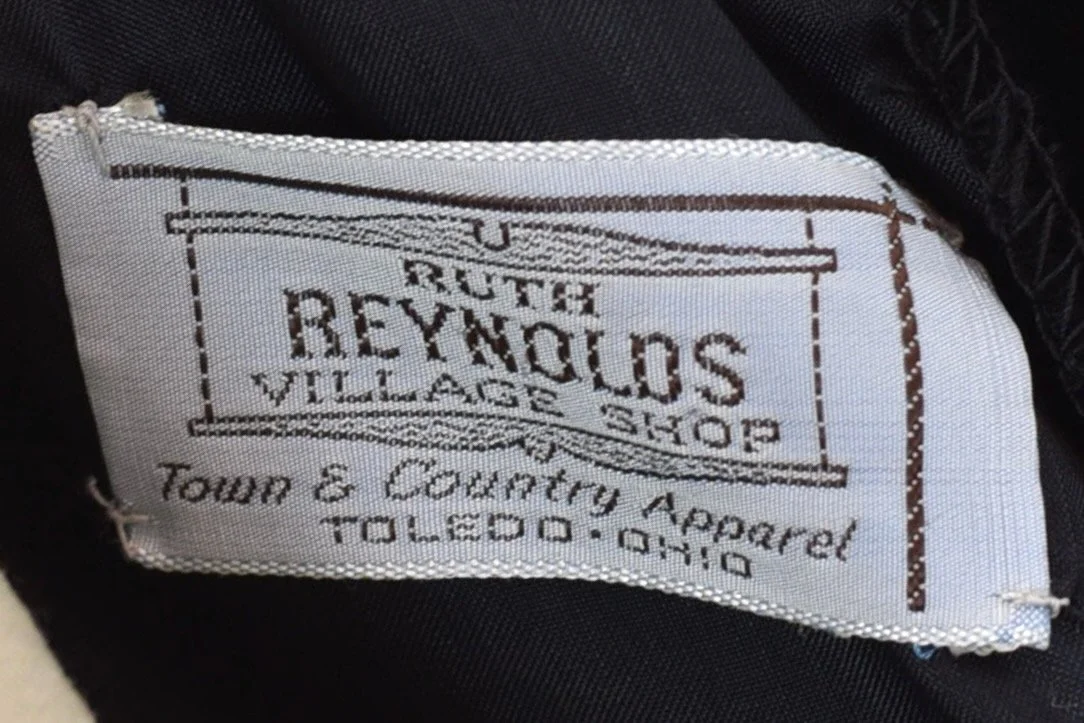 RUTH
REYNOLDS
VILLAGE SHOP
Town & Country Apparel
TOLEDO·OHIO